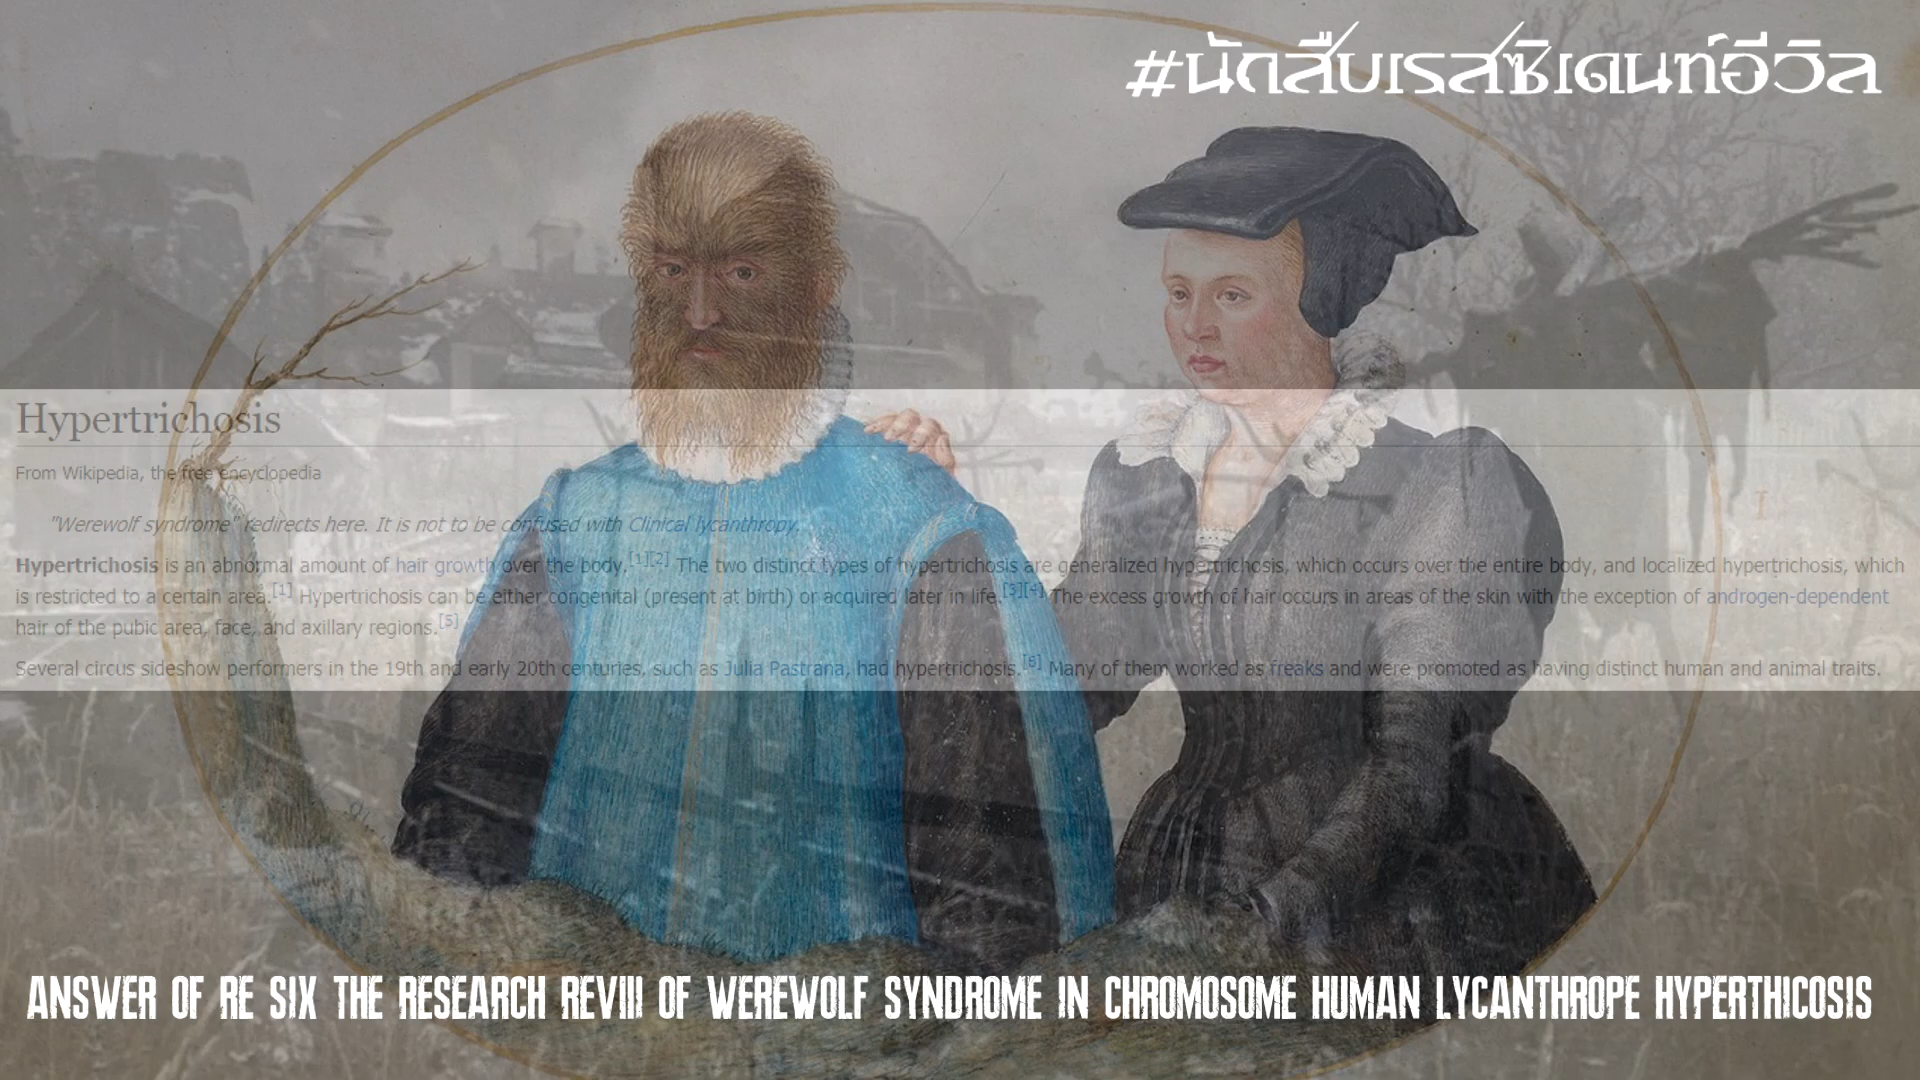 #นัดสืบเรสซิเดนท์อีวิล
Hypertrichosis
From Wikipedia, the free encyclopedia
"Werewolf syndrome" redirects here. It is not to be confused with Clinical lycanthropy.
Hypertrichosis is an abnormal amount of hair growth over the body.[1][2] The two distinct types of hypertrichosis are generalized hypertrichosis, which occurs over the entire body, and localized hypertrichosis, which
is restricted to a certain area.[1] Hypertrichosis can be either congenital (present at birth) or acquired later in life.[3][4] The excess growth of hair occurs in areas of the skin with the exception of androgen-dependent
hair of the pubic area, face, and axillary regions.[5]
Several circus sideshow performers in the 19th and early 20th centuries, such as Julia Pastrana, had hypertrichosis.[6] Many of them worked as freaks and were promoted as having distinct human and animal traits.
ANSWER OF RE SIX THE RESEARCH REVIII OF WEREWOLF SYNDROME IN CHROMOSOME HUMAN LYCANTHROPE HYPERTHICOSIS